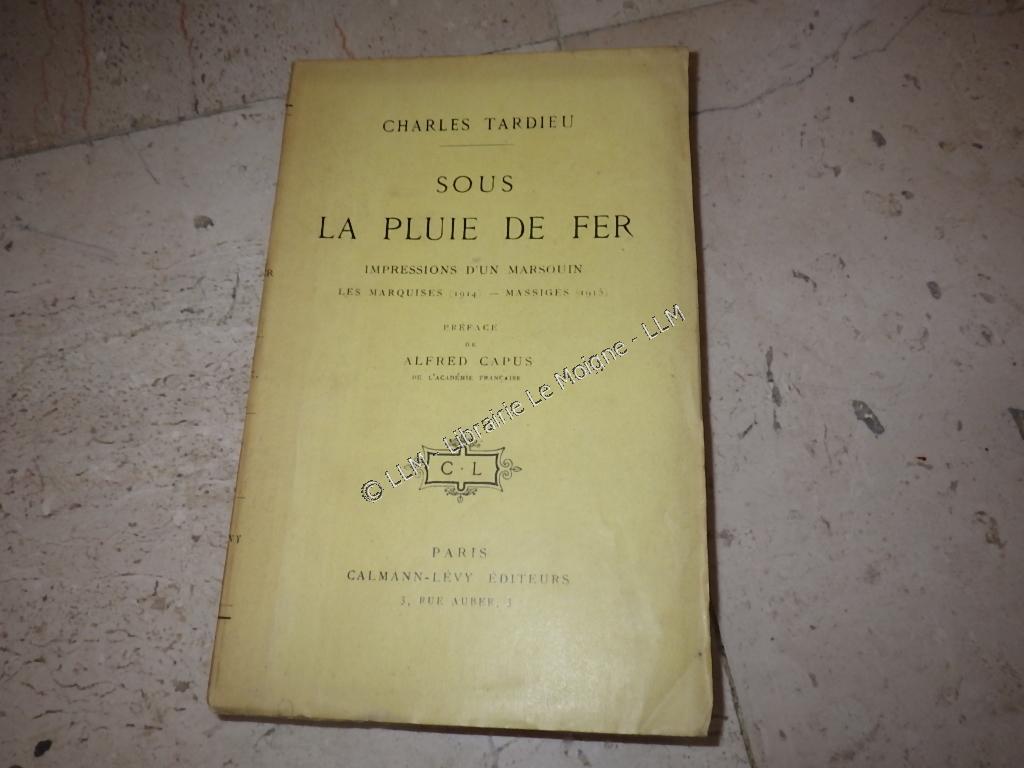 CHARLES TARDIEU
SOUS
LA PLUIE DE FER
IMPRESSIONS D'UN MARSOUIN
LES MARQUISES (1914) — MASSIGES (1915)
PRÉFACE
DE
ALFRED CAPUS
DE L'ACADÉMIE FRANÇAISE
© LLM - Librairie Le Moigne - LLM
C · L
PARIS
CALMANN-LÉVY ÉDITEURS
3, RUE AUBER, 3